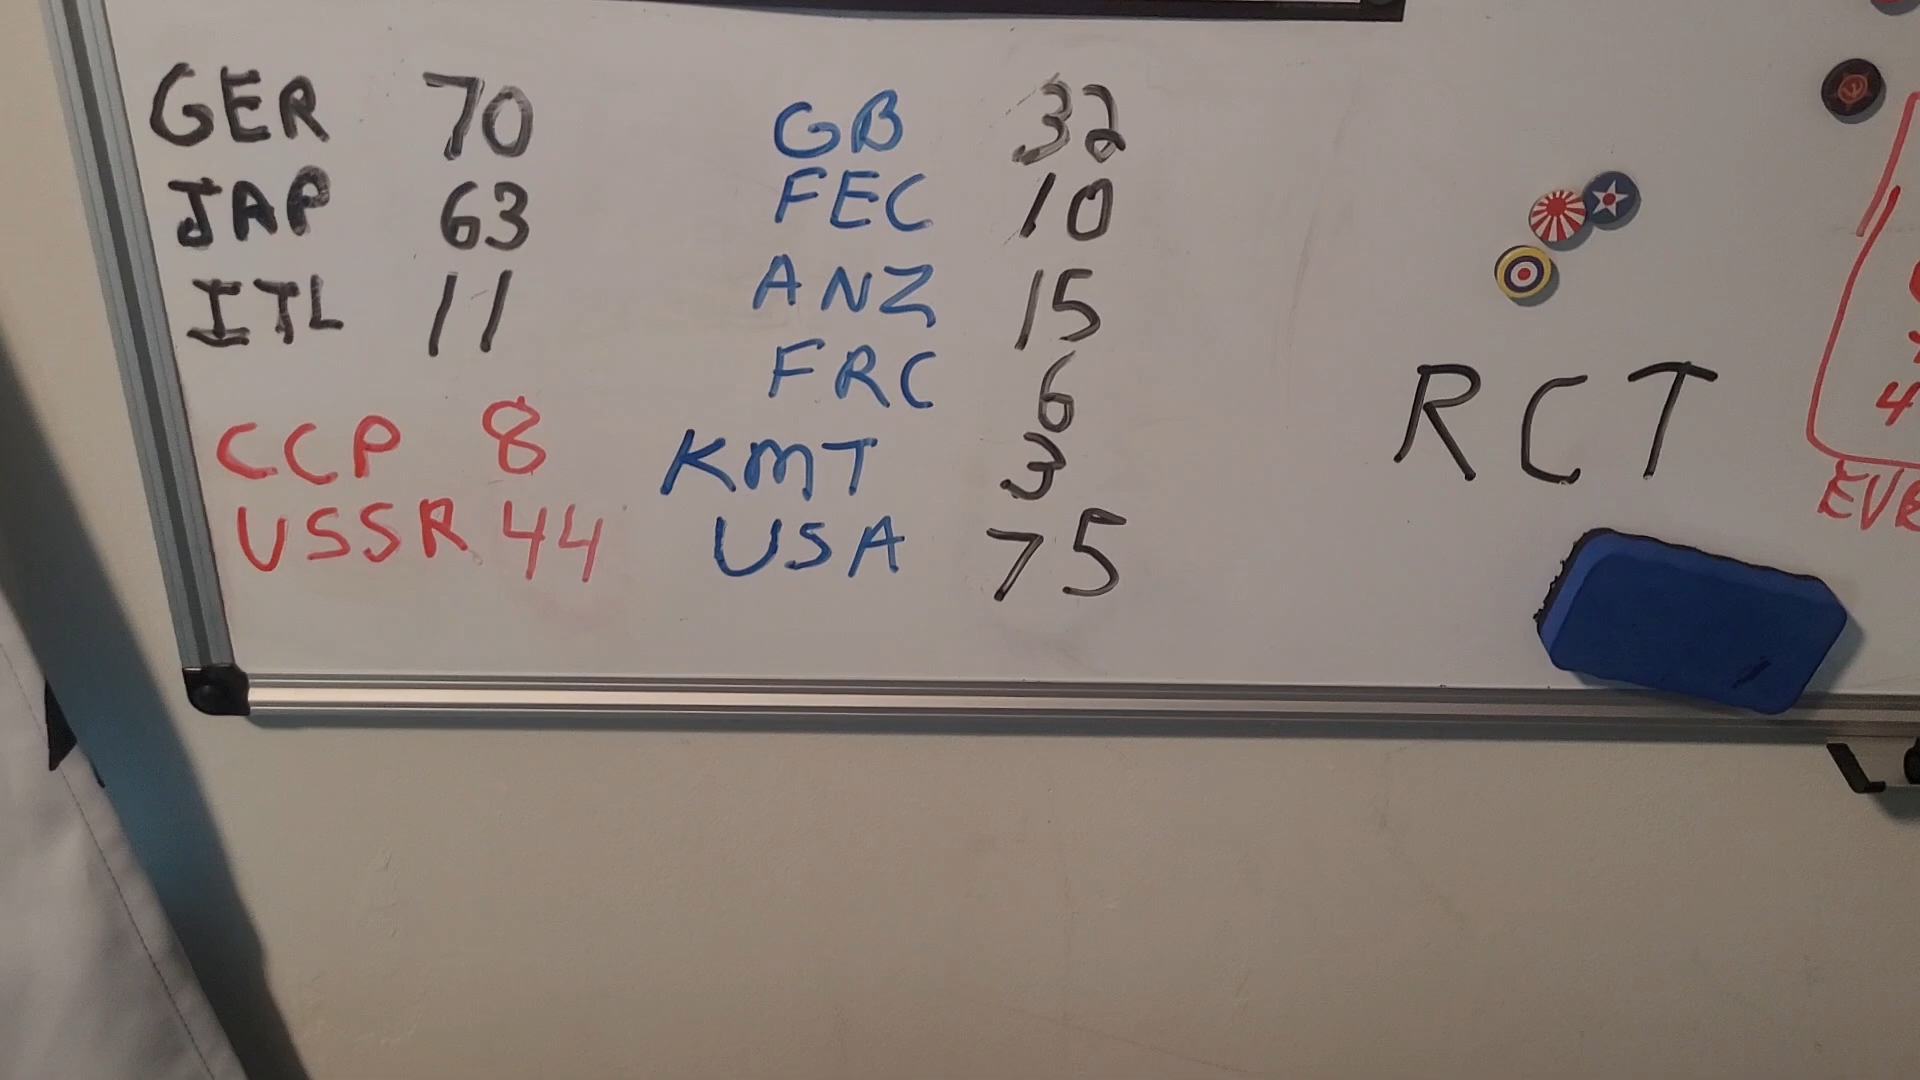 GER 70
JAP 63
ITL 11
CCP 8
USSR 44
GB 32
FEC 10
ANZ 15
FRC 6
KMT 3
USA 75
RCT
4